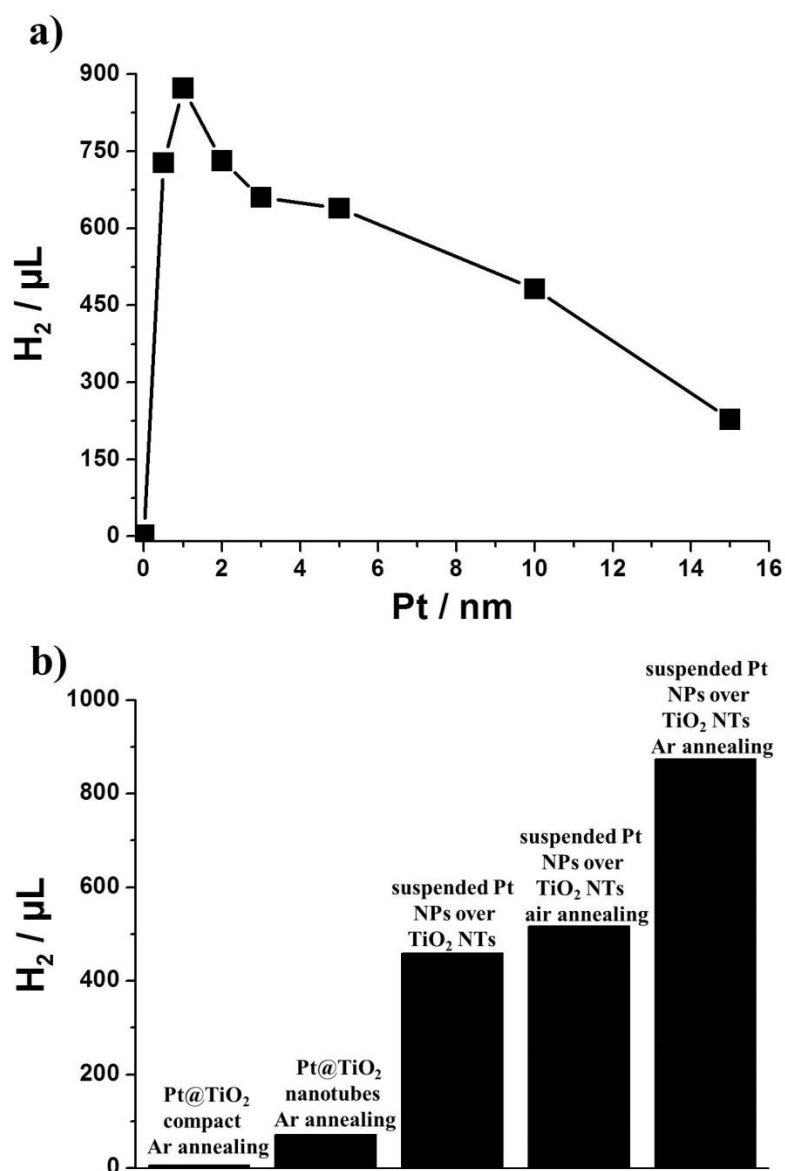 a)
900
750
600
450
300
150
0
H₂ / µL
0 2 4 6 8 10 12 14 16
Pt / nm
b)
1000
800
600
400
200
0
H₂ / µL
Pt@TiO₂
compact
Ar annealing
Pt@TiO₂
nanotubes
Ar annealing
suspended Pt
NPs over
TiO₂ NTs
suspended Pt
NPs over
TiO₂ NTs
air annealing
suspended Pt
NPs over
TiO₂ NTs
Ar annealing